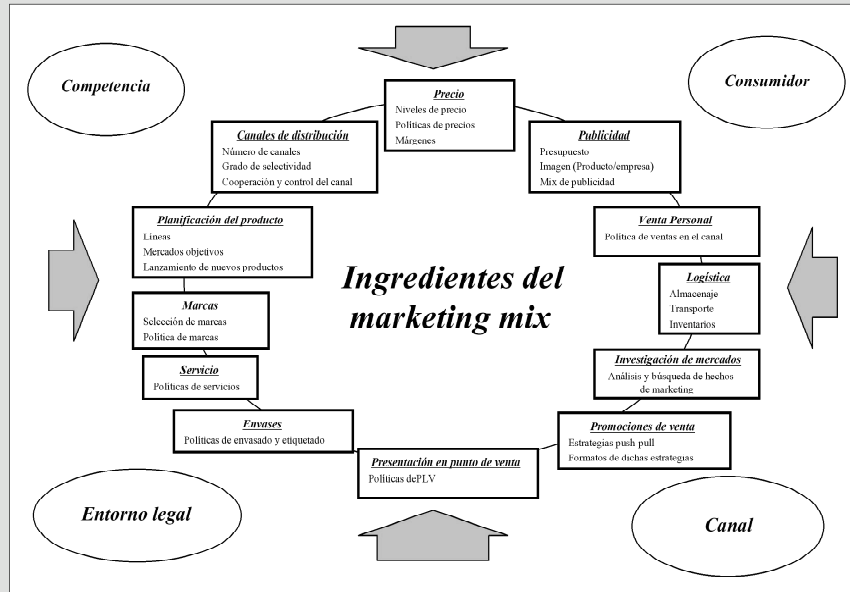 Competencia
Consumidor
Precio
Niveles de precio
Políticas de precios
Márgenes
Canales de distribución
Número de canales
Grado de selectividad
Cooperación y control del canal
Publicidad
Presupuesto
Imagen (Producto/empresa)
Mix de publicidad
Planificación del producto
Líneas
Mercados objetivos
Lanzamiento de nuevos productos
Venta Personal
Política de ventas en el canal
Ingredientes del
marketing mix
Logística
Almacenaje
Transporte
Inventarios
Marcas
Selección de marcas
Política de marcas
Servicio
Políticas de servicios
Investigación de mercados
Análisis y búsqueda de hechos
de marketing
Envases
Políticas de envasado y etiquetado
Promociones de venta
Estrategias push-pull
Formatos de dichas estrategias
Presentación en punto de venta
Políticas dePLV
Entorno legal
Canal